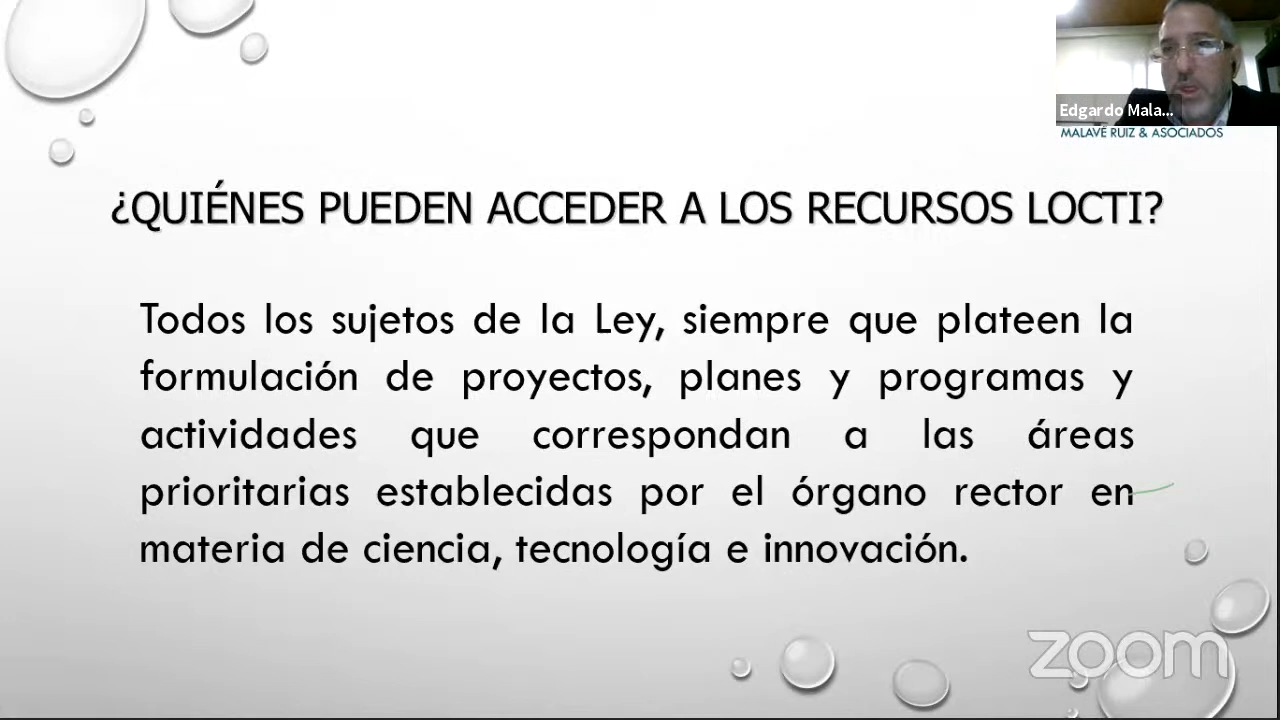 Edgardo Mala...
MALAVÉ RUIZ & ASOCIADOS
¿QUIÉNES PUEDEN ACCEDER A LOS RECURSOS LOCTI?
Todos los sujetos de la Ley, siempre que plateen la
formulación de proyectos, planes y programas y
actividades que correspondan a las áreas
prioritarias establecidas por el órgano rector en
materia de ciencia, tecnología e innovación.
zoom